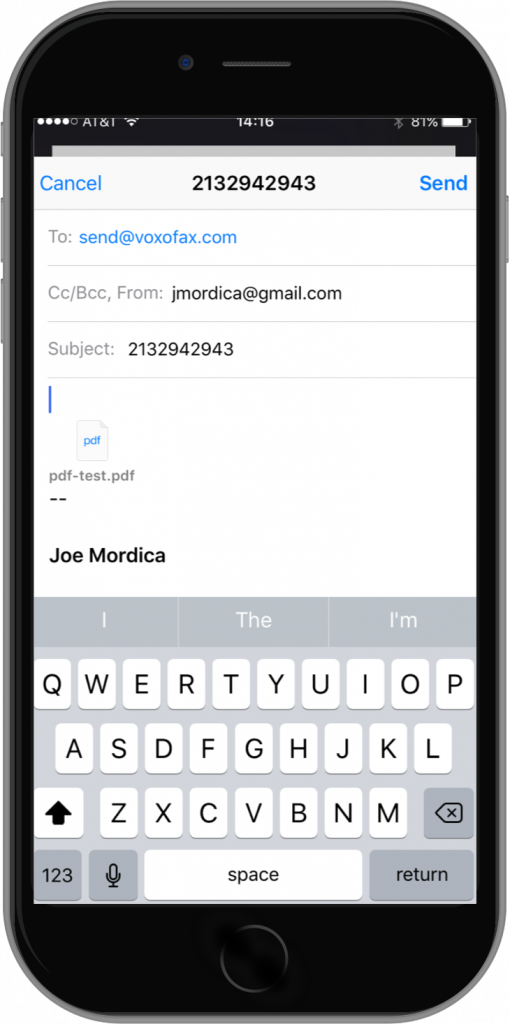 AT&T 14:16 81%
Cancel 2132942943 Send
To: send@voxofax.com
Cc/Bcc, From: jmordica@gmail.com
Subject: 2132942943
pdf
pdf-test.pdf
--
Joe Mordica
I The I'm
Q W E R T Y U I O P
A S D F G H J K L
Z X C V B N M
123 space return